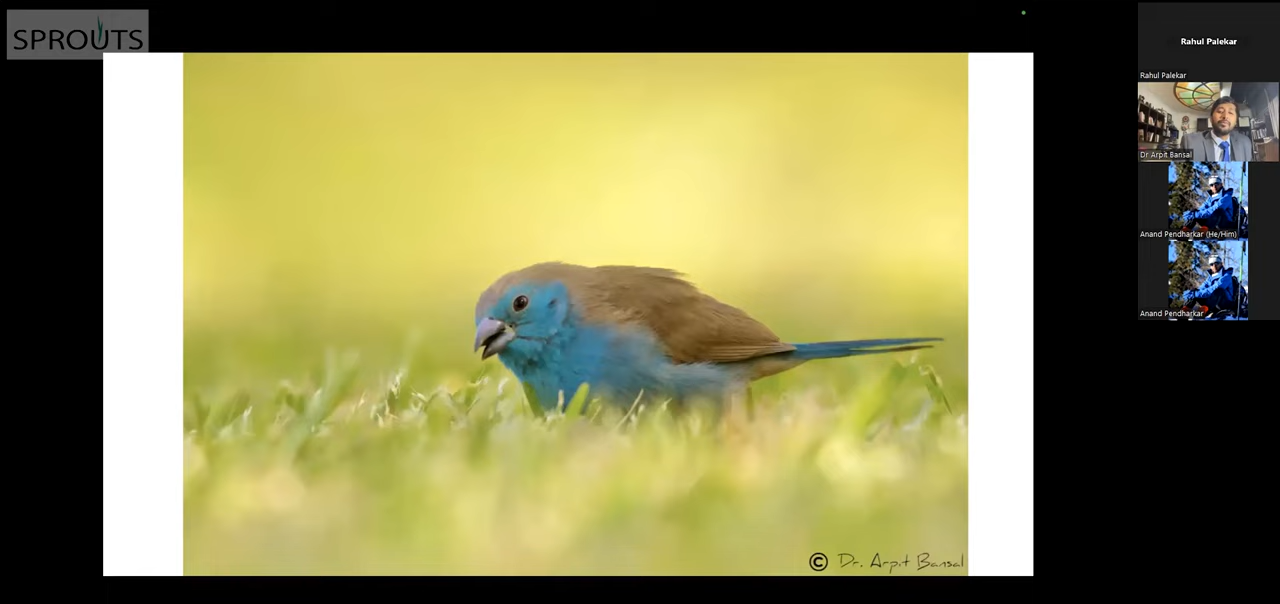 SPROUTS
Rahul Palekar
Rahul Palekar
Dr Arpit Bansal
Anand Pendharkar (He/Him)
Anand Pendharkar
© Dr. Arpit Bansal